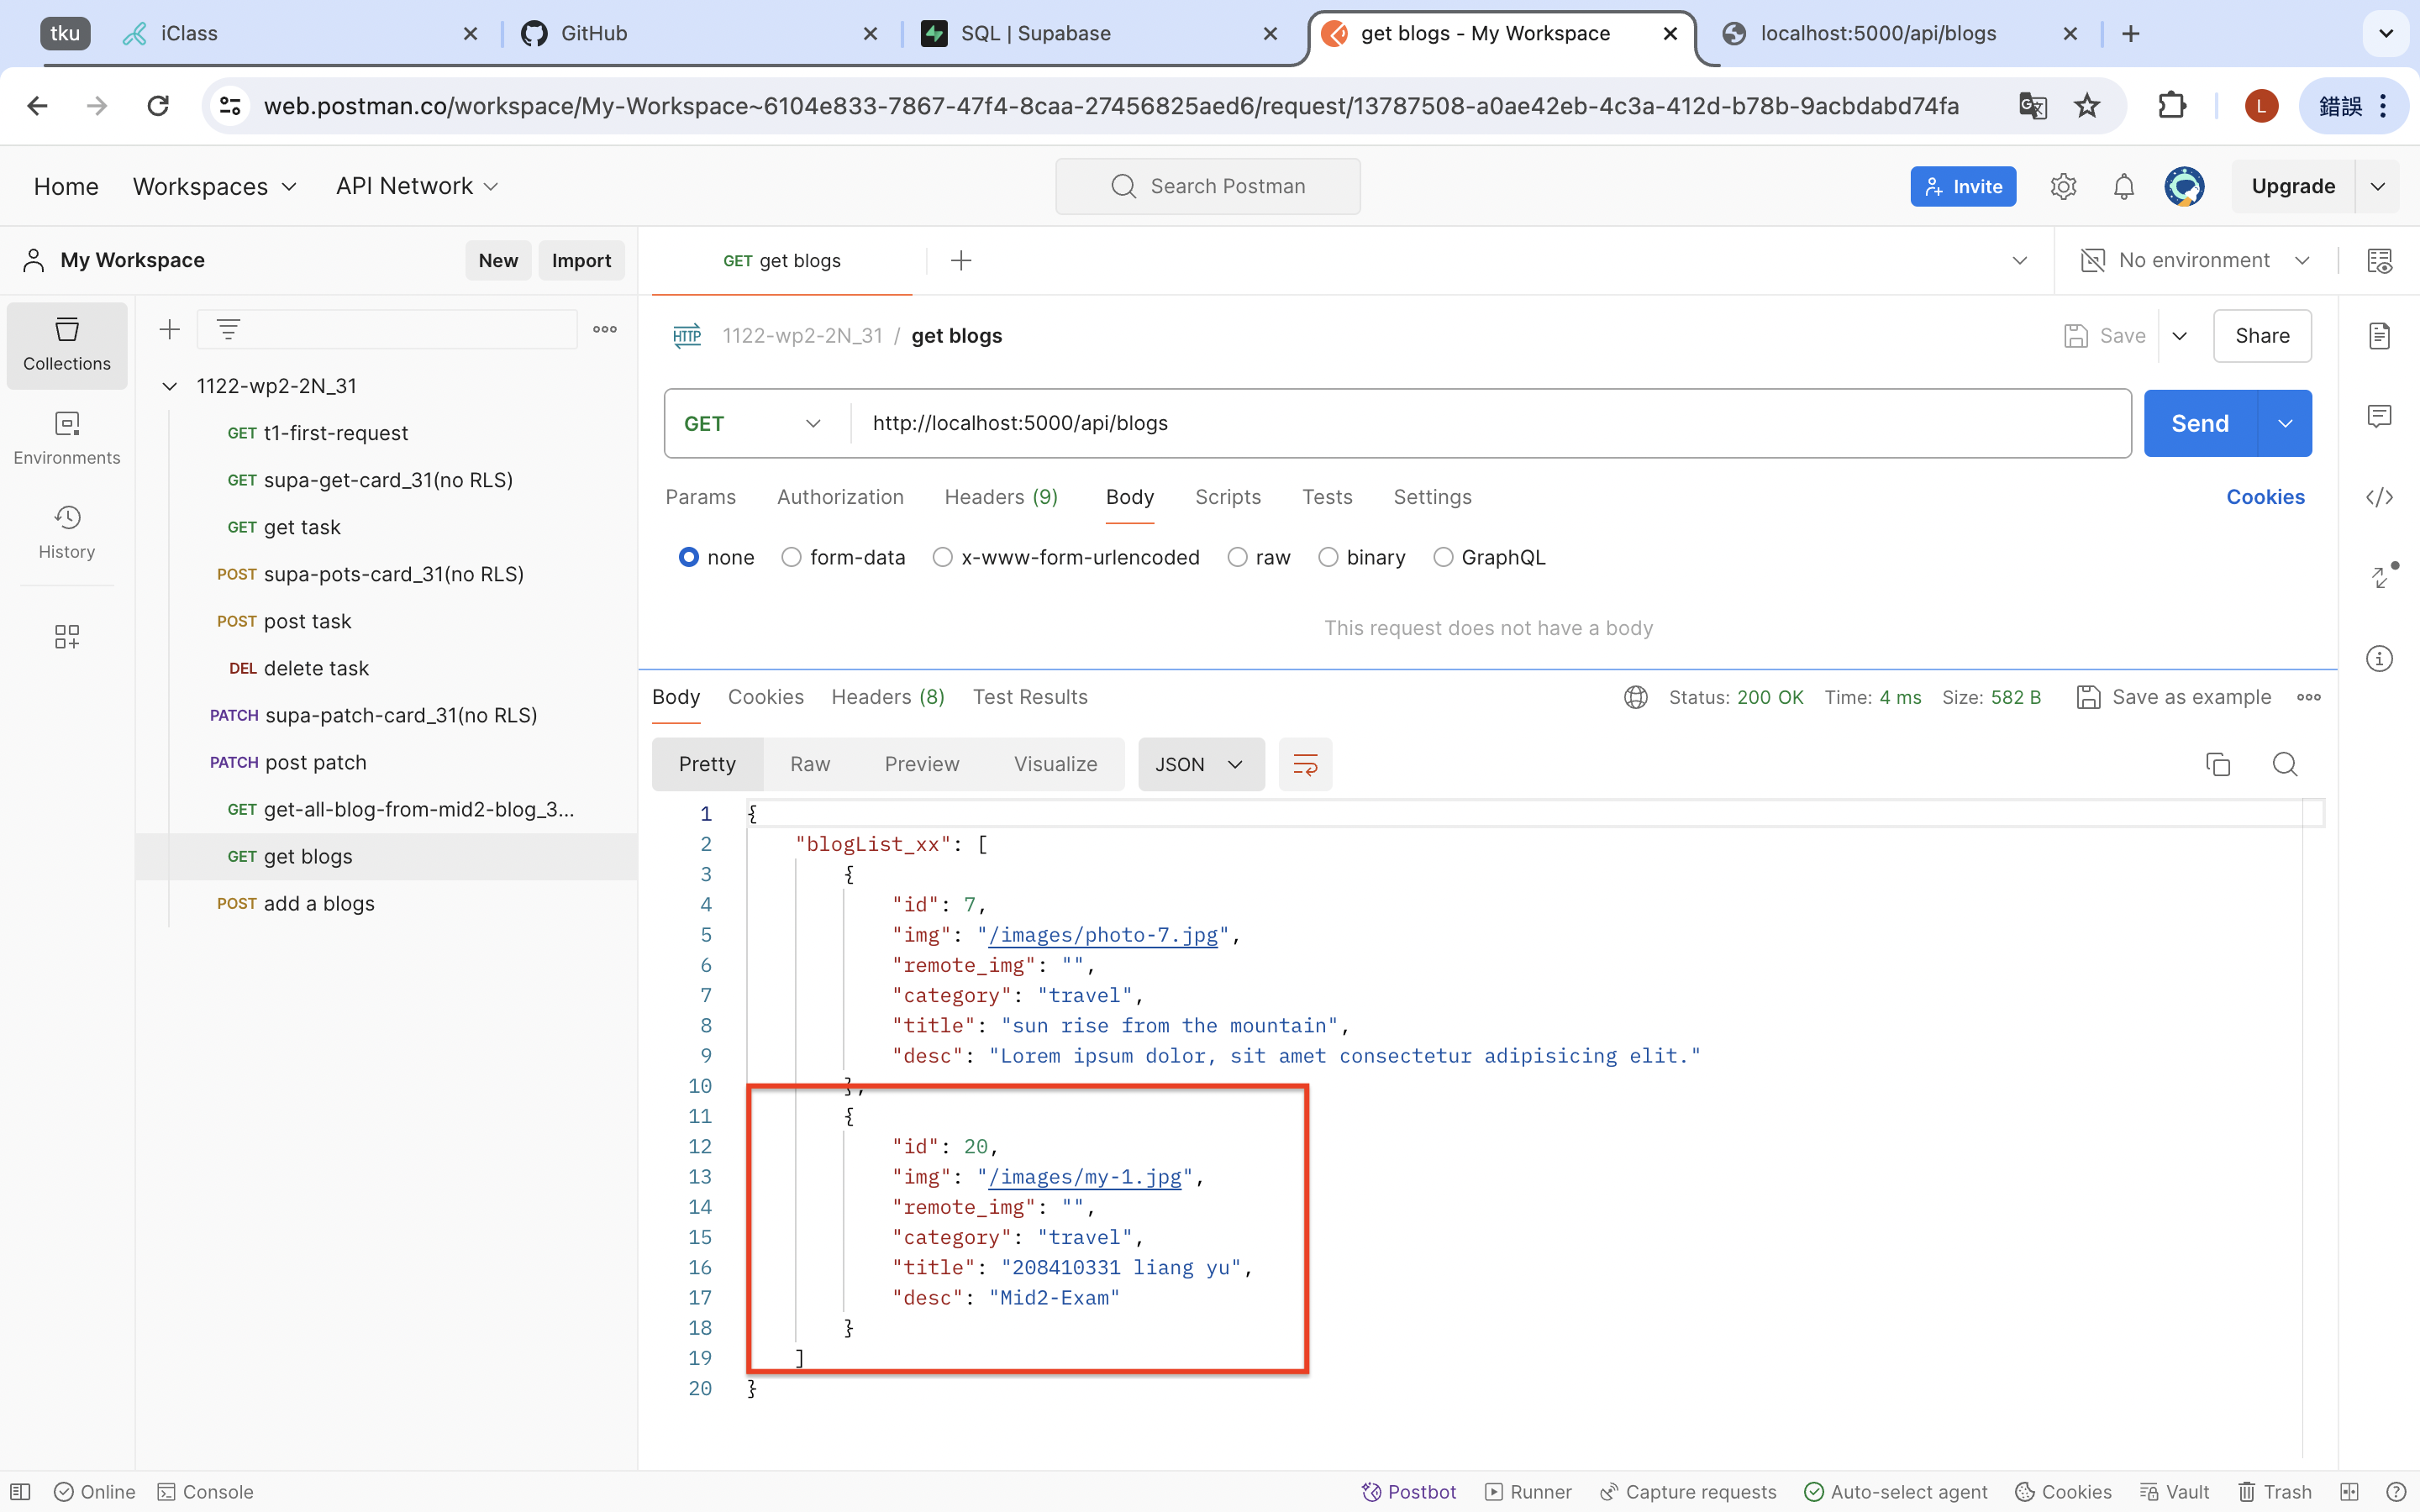 tku
iClass
GitHub
SQL | Supabase
get blogs - My Workspace
localhost:5000/api/blogs
web.postman.co/workspace/My-Workspace~6104e833-7867-47f4-8caa-27456825aed6/request/13787508-a0ae42eb-4c3a-412d-b78b-9acbdabd74fa
L
錯誤
Home
Workspaces
API Network
Search Postman
Invite
Upgrade
My Workspace
New
Import
GET get blogs
No environment
Collections
Environments
History
1122-wp2-2N_31
GET t1-first-request
GET supa-get-card_31(no RLS)
GET get task
POST supa-pots-card_31(no RLS)
POST post task
DEL delete task
PATCH supa-patch-card_31(no RLS)
PATCH post patch
GET get-all-blog-from-mid2-blog_3...
GET get blogs
POST add a blogs
HTTP 1122-wp2-2N_31 / get blogs
Save
Share
GET http://localhost:5000/api/blogs
Send
Params Authorization Headers (9) Body Scripts Tests Settings
Cookies
none form-data x-www-form-urlencoded raw binary GraphQL
This request does not have a body
Body Cookies Headers (8) Test Results
Status: 200 OK Time: 4 ms Size: 582 B
Save as example
Pretty Raw Preview Visualize JSON
1 {
2 "blogList_xx": [
3 {
4 "id": 7,
5 "img": "/images/photo-7.jpg",
6 "remote_img": "",
7 "category": "travel",
8 "title": "sun rise from the mountain",
9 "desc": "Lorem ipsum dolor, sit amet consectetur adipisicing elit."
10 },
11 {
12 "id": 20,
13 "img": "/images/my-1.jpg",
14 "remote_img": "",
15 "category": "travel",
16 "title": "208410331 liang yu",
17 "desc": "Mid2-Exam"
18 }
19 ]
20 }
Online
Console
Postbot
Runner
Capture requests
Auto-select agent
Cookies
Vault
Trash